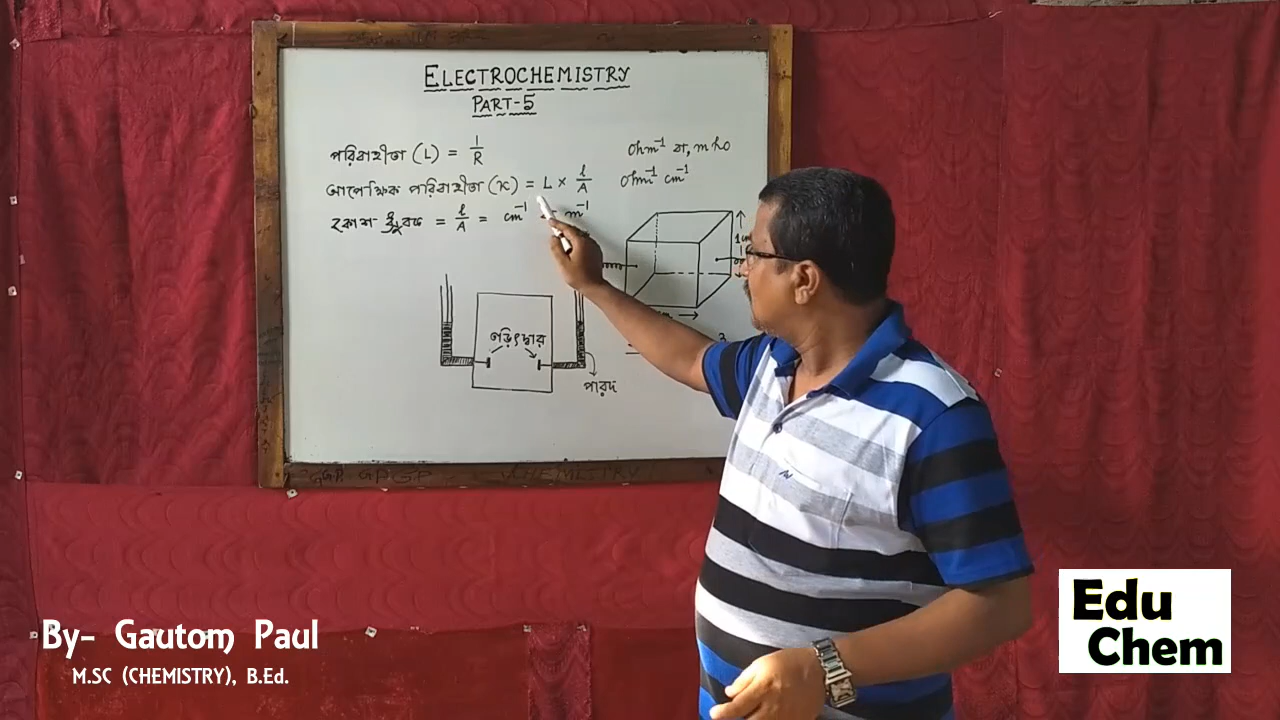 ELECTROCHEMISTRY
PART-5
পরিবাহীতা (L) = 1/R ohm⁻¹ বা, mho
আপেক্ষিক পরিবাহীতা (κ) = L × l/A ohm⁻¹ cm⁻¹
ধ্রুবক = l/A = cm⁻¹ m⁻¹
তড়িৎদ্বার
পারদ
By- Gautom Paul
M.SC (CHEMISTRY), B.Ed.
Edu
Chem